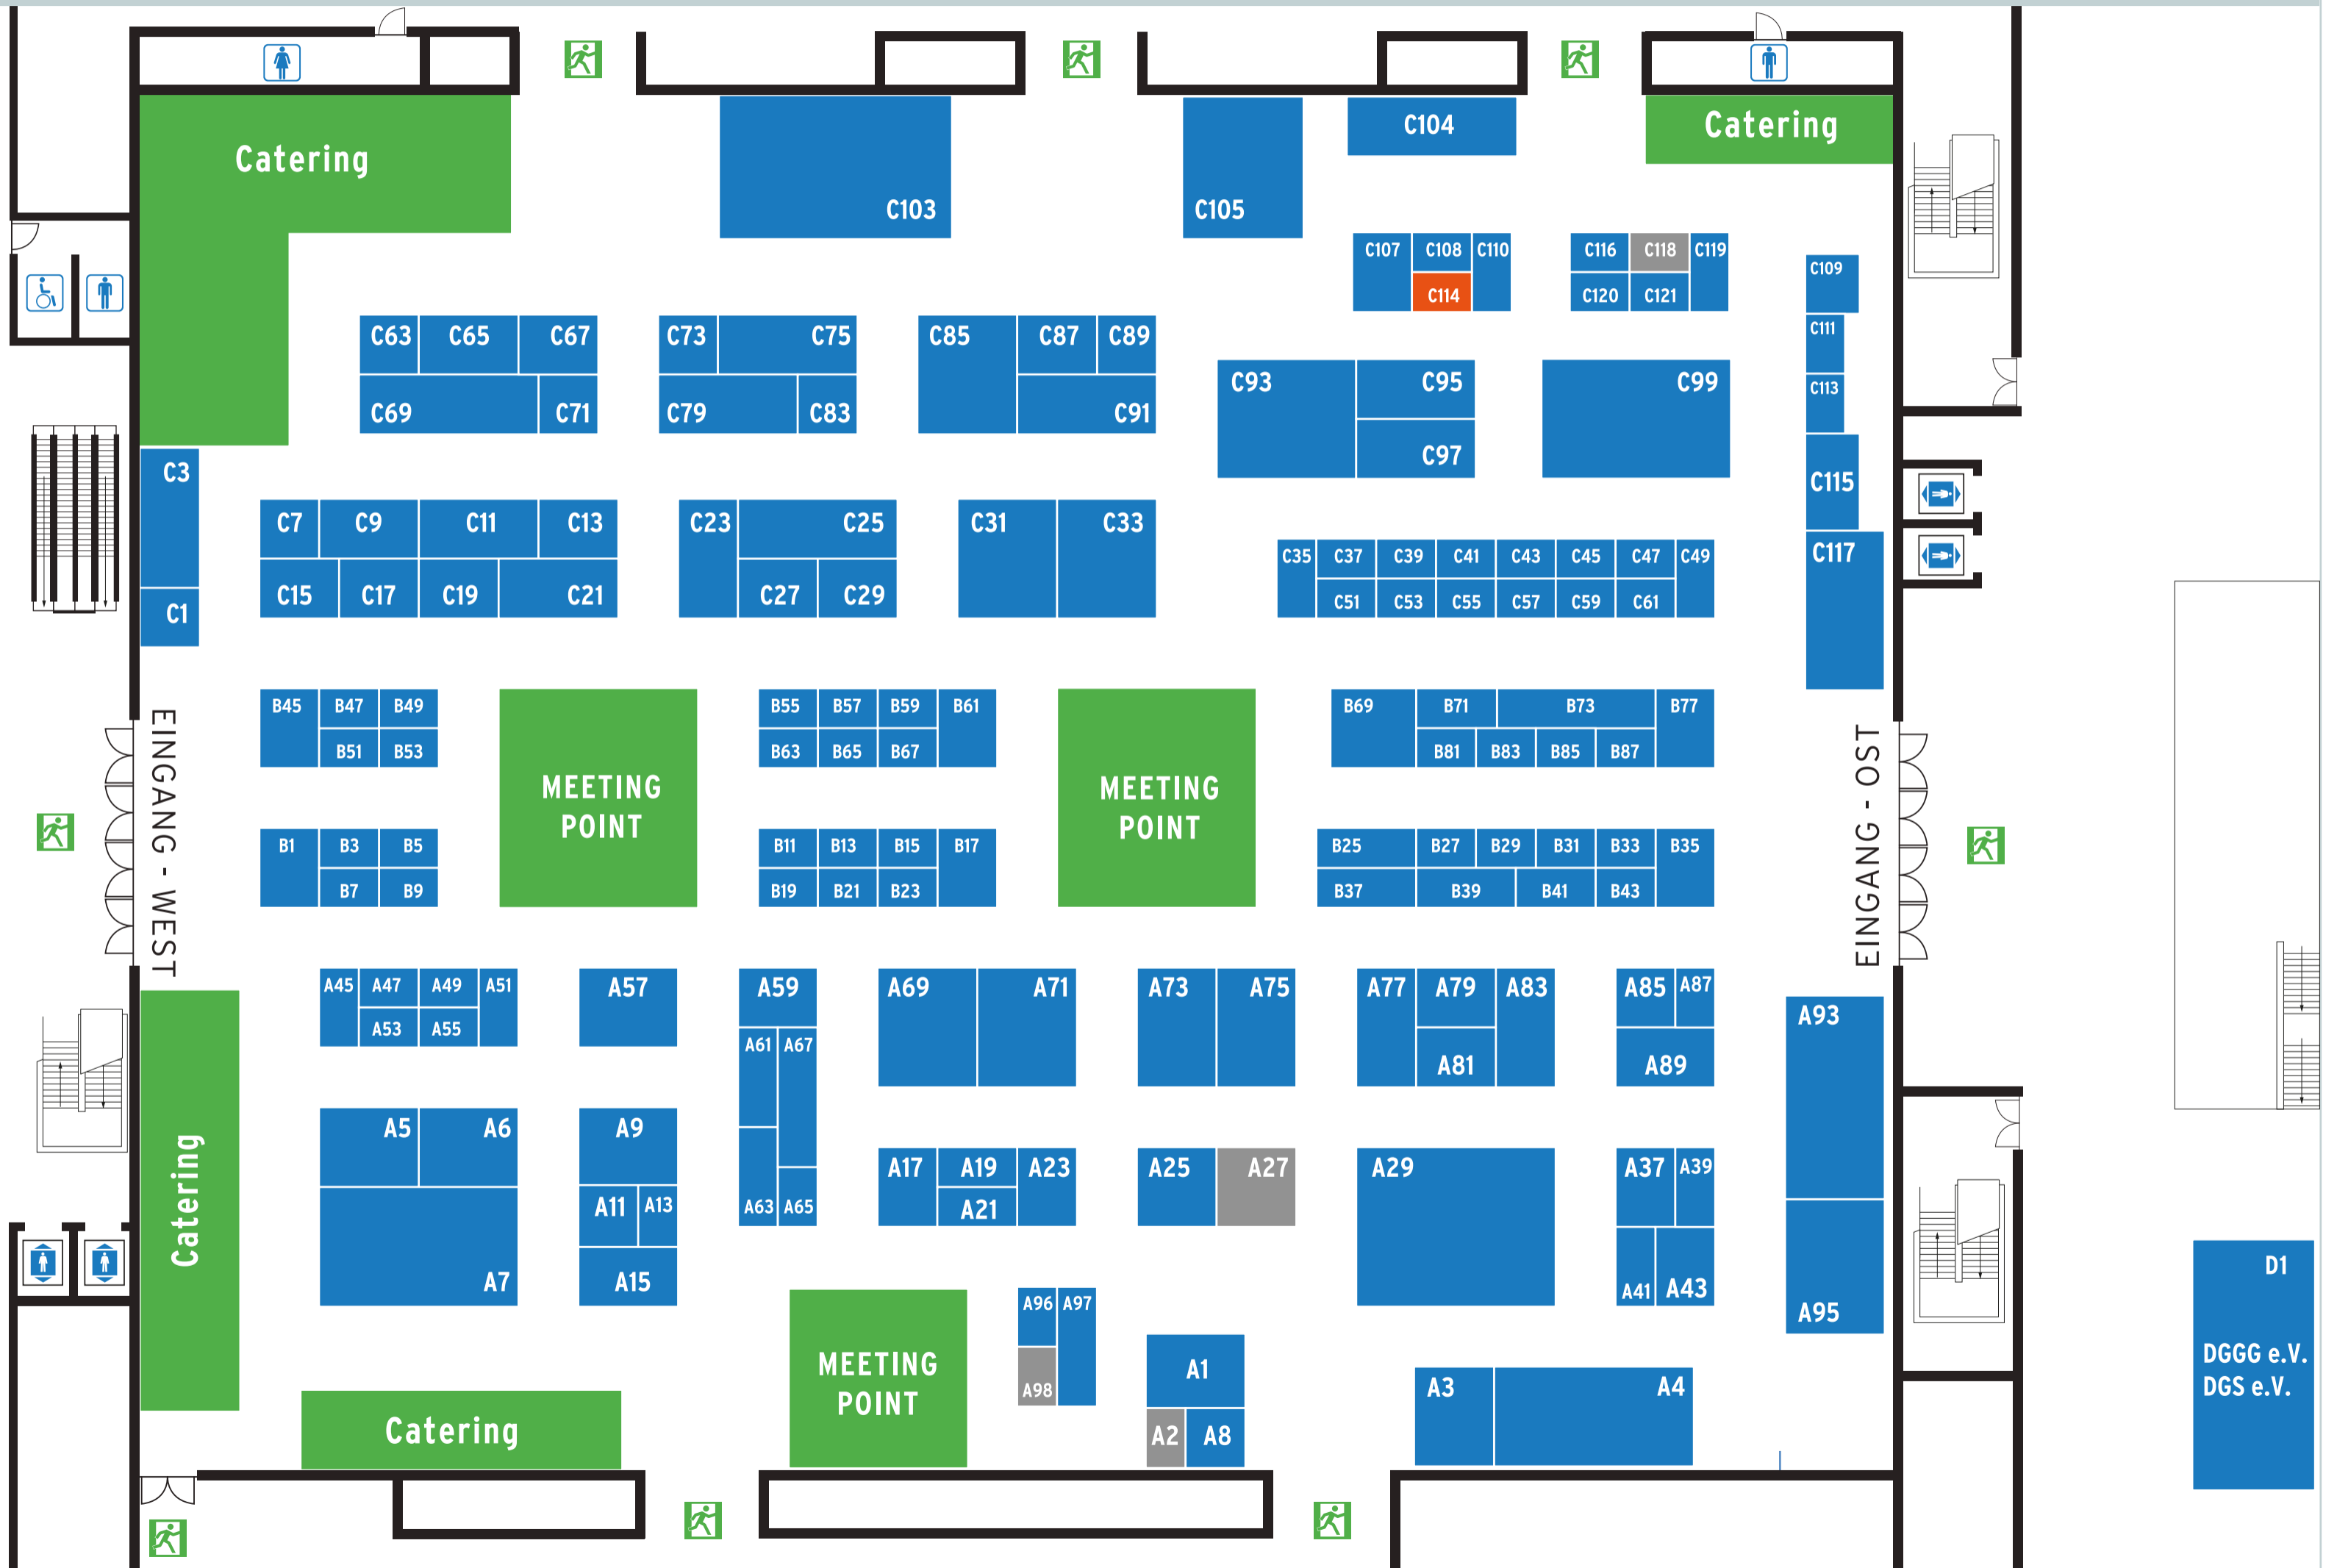 Catering
C103
C105
C104
Catering
C107
C108
C110
C114
C116
C118
C119
C120
C121
C109
C111
C113
C115
C117
C63
C65
C67
C69
C71
C73
C75
C79
C83
C85
C87
C89
C91
C93
C95
C97
C99
C3
C1
C7
C9
C11
C13
C15
C17
C19
C21
C23
C25
C27
C29
C31
C33
C35
C37
C39
C41
C43
C45
C47
C49
C51
C53
C55
C57
C59
C61
EINGANG - WEST
B45
B47
B49
B51
B53
MEETING
POINT
B55
B57
B59
B61
B63
B65
B67
MEETING
POINT
B69
B71
B73
B77
B81
B83
B85
B87
EINGANG - OST
B1
B3
B5
B7
B9
B11
B13
B15
B17
B19
B21
B23
B25
B27
B29
B31
B33
B35
B37
B39
B41
B43
A45
A47
A49
A51
A53
A55
A57
A59
A61
A67
A63
A65
A69
A71
A73
A75
A77
A79
A83
A81
A85
A87
A89
A93
A95
Catering
A5
A6
A7
A9
A11
A13
A15
A17
A19
A23
A21
A25
A27
A29
A37
A39
A41
A43
Catering
MEETING
POINT
A96
A97
A98
A1
A2
A8
A3
A4
D1
DGGG e.V.
DGS e.V.